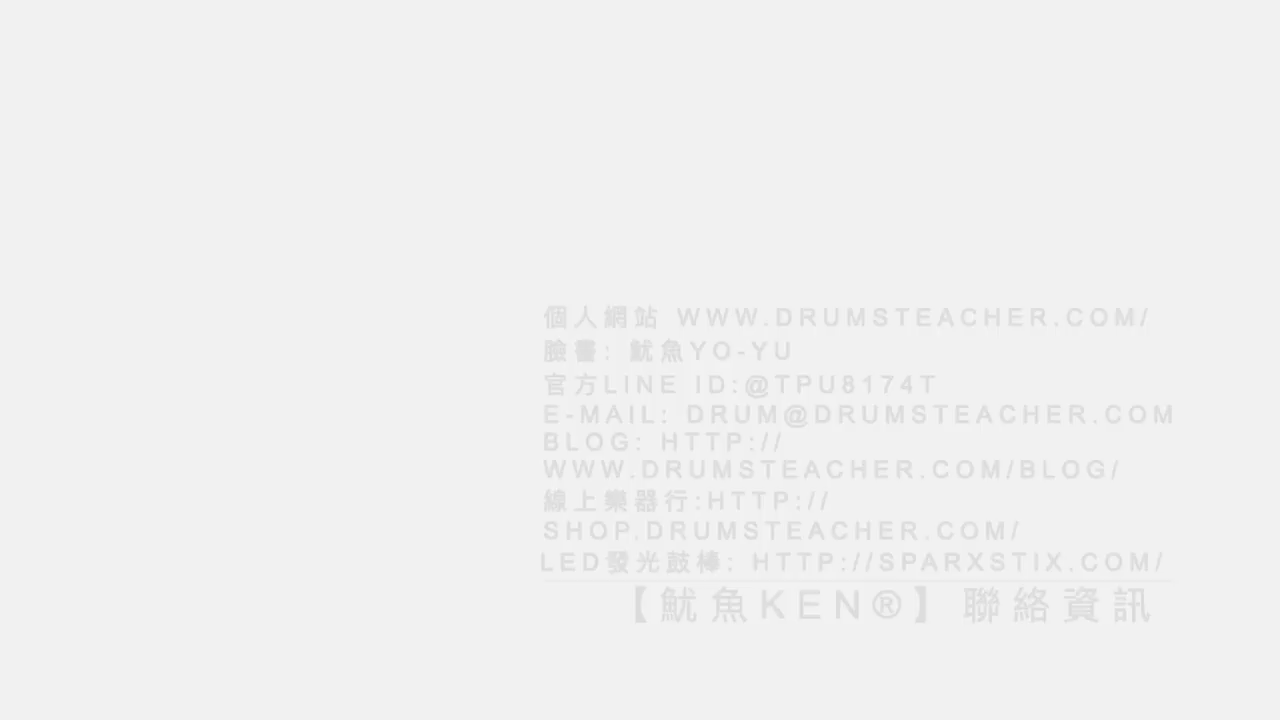 個人網站 WWW.DRUMSTEACHER.COM/
臉書: 魷魚YO-YU
官方LINE ID:@TPU8174T
E-MAIL: DRUM@DRUMSTEACHER.COM
BLOG: HTTP://
WWW.DRUMSTEACHER.COM/BLOG/
線上樂器行:HTTP://
SHOP.DRUMSTEACHER.COM/
LED發光鼓棒: HTTP://SPARXSTIX.COM/
【魷魚KEN®】聯絡資訊